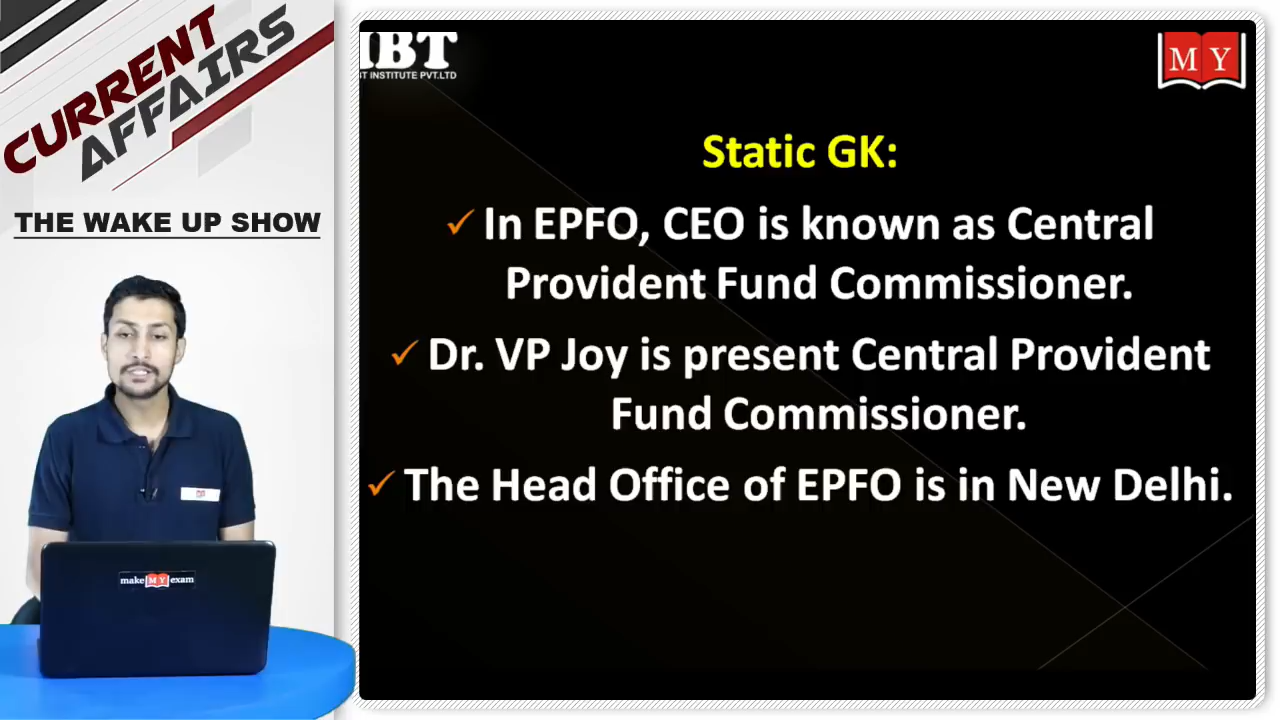 CURRENT
AFFAIRS
THE WAKE UP SHOW
IBT
BT INSTITUTE PVT.LTD
MY
Static GK:
✓ In EPFO, CEO is known as Central
Provident Fund Commissioner.
✓ Dr. VP Joy is present Central Provident
Fund Commissioner.
✓ The Head Office of EPFO is in New Delhi.
make MY exam